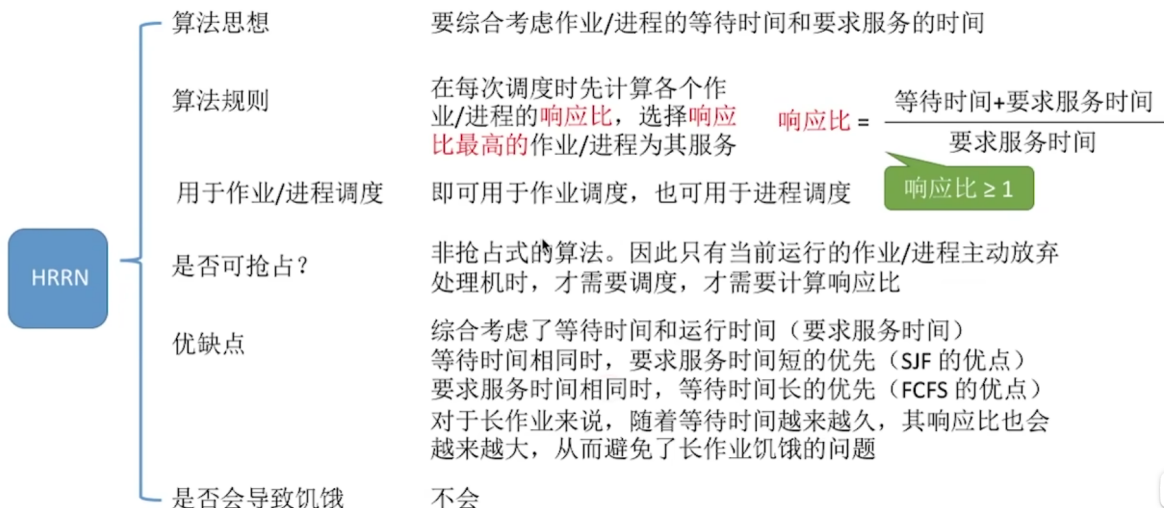 算法思想
要综合考虑作业/进程的等待时间和要求服务的时间
算法规则
在每次调度时先计算各个作
业/进程的响应比，选择响应
比最高的作业/进程为其服务
响应比 =
等待时间+要求服务时间
要求服务时间
响应比 ≥ 1
用于作业/进程调度
即可用于作业调度，也可用于进程调度
HRRN
是否可抢占？
非抢占式的算法。因此只有当前运行的作业/进程主动放弃
处理机时，才需要调度，才需要计算响应比
优缺点
综合考虑了等待时间和运行时间（要求服务时间）
等待时间相同时，要求服务时间短的优先（SJF 的优点）
要求服务时间相同时，等待时间长的优先（FCFS 的优点）
对于长作业来说，随着等待时间越来越久，其响应比也会
越来越大，从而避免了长作业饥饿的问题
是否会导致饥饿
不会